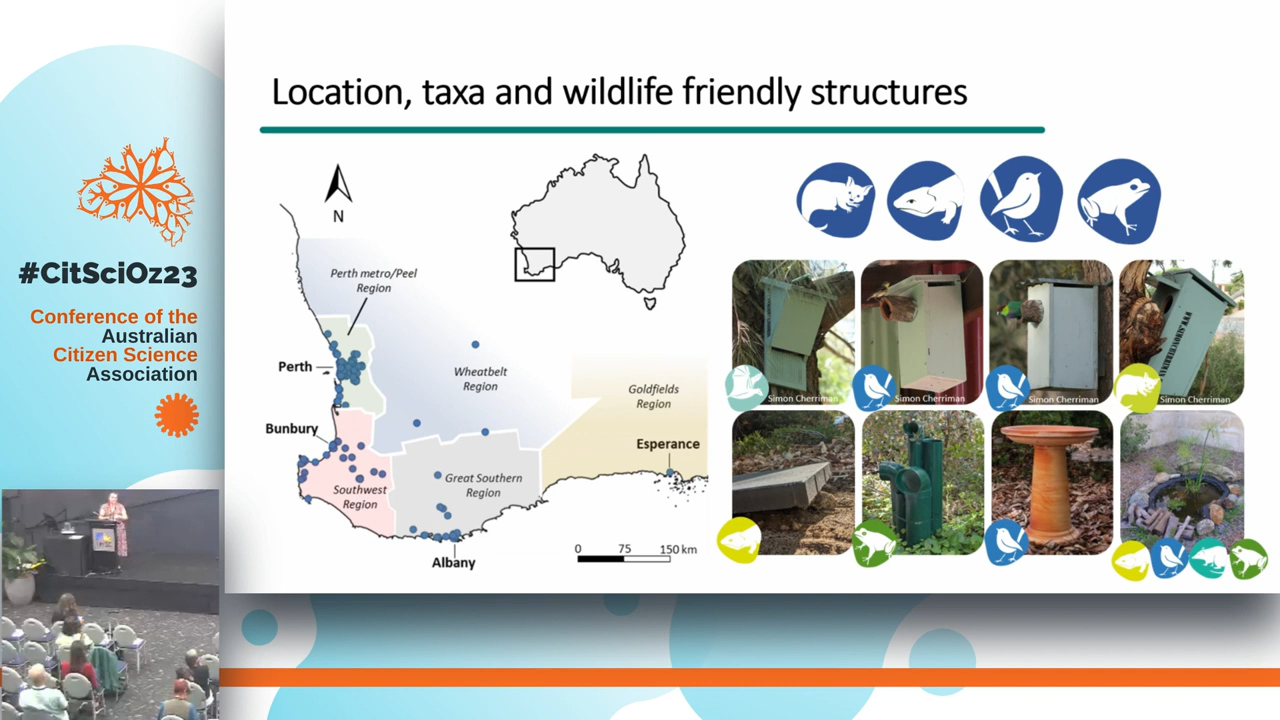 Location, taxa and wildlife friendly structures
#CitSciOz23
Conference of the
Australian
Citizen Science
Association
N
Perth metro/Peel
Region
Perth
Wheatbelt
Region
Goldfields
Region
Bunbury
Esperance
Great Southern
Region
Southwest
Region
Albany
0 75 150 km
Simon Cherriman
Simon Cherriman
Simon Cherriman
Simon Cherriman